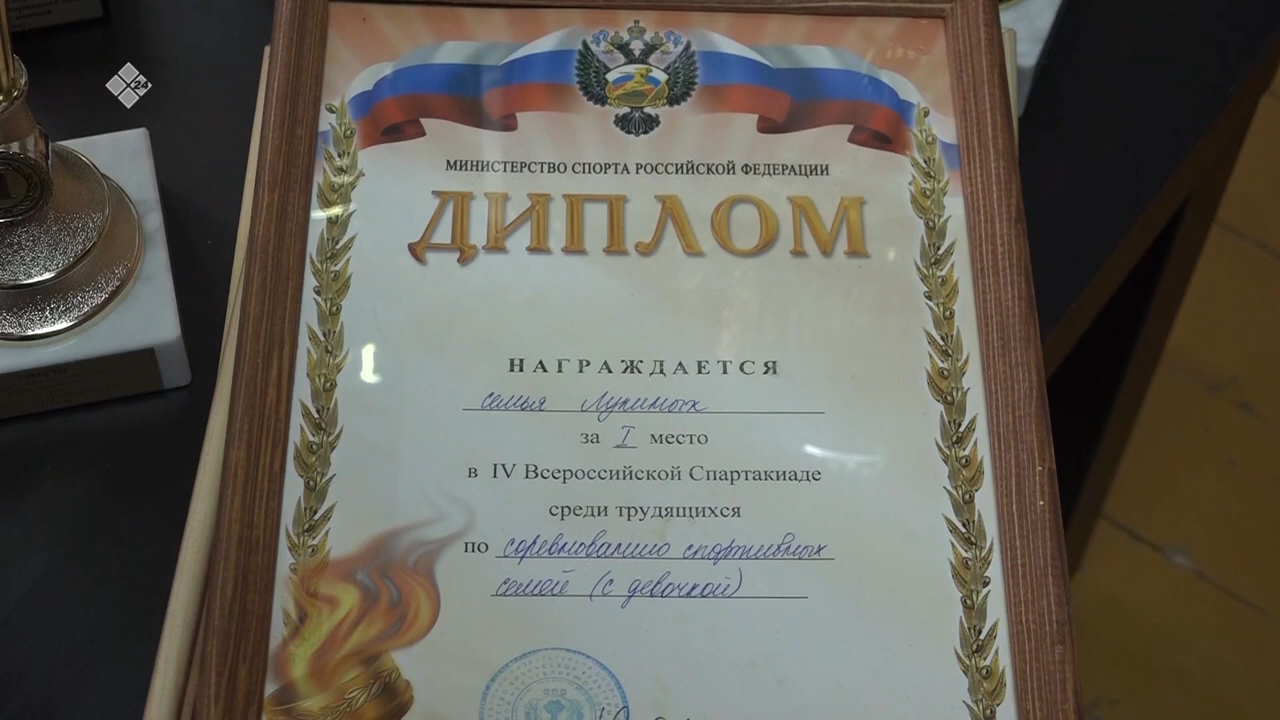 24
МИНИСТЕРСТВО СПОРТА РОССИЙСКОЙ ФЕДЕРАЦИИ
ДИПЛОМ
НАГРАЖДАЕТСЯ
семья Лукиных
за I место
в IV Всероссийской Спартакиаде
среди трудящихся
по соревнованию спортивных
семей (с девочкой)